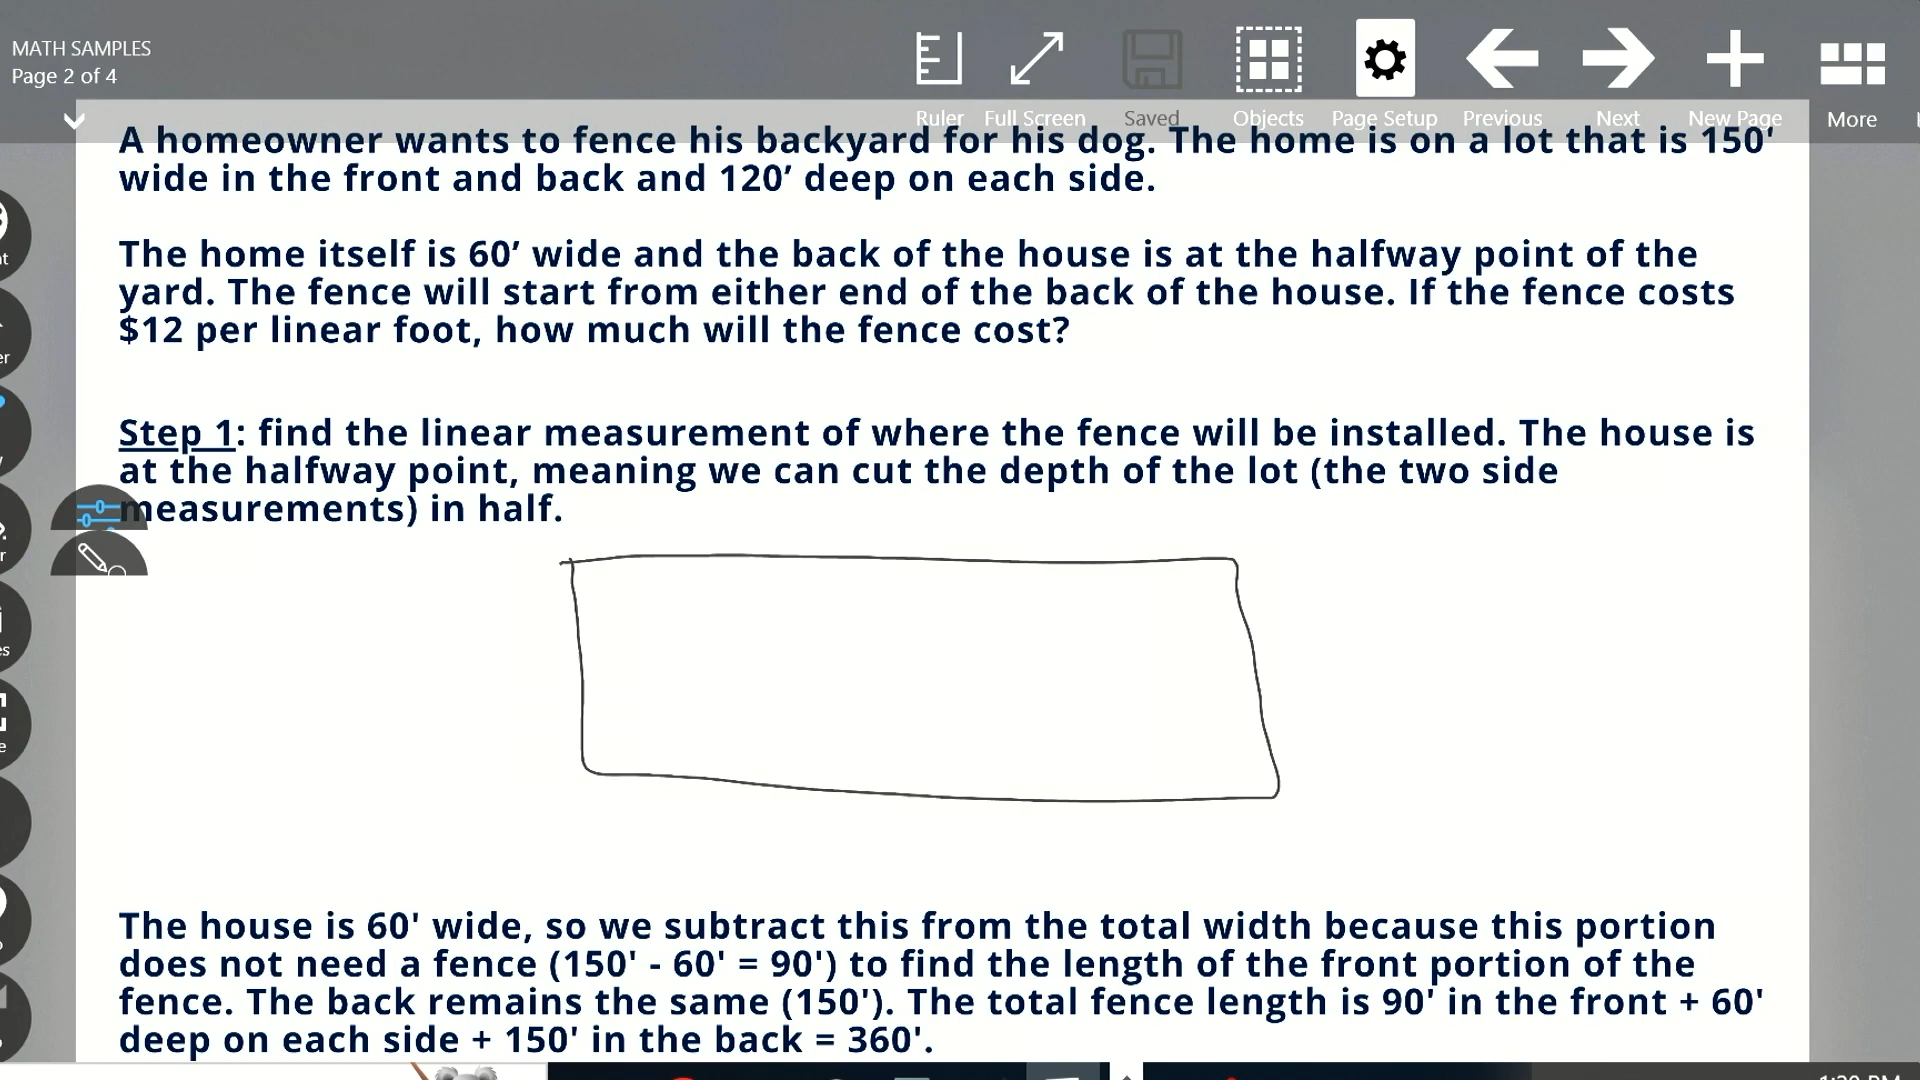 MATH SAMPLES
Page 2 of 4
Ruler Full Screen Saved Objects Page Setup Previous Next New Page More
A homeowner wants to fence his backyard for his dog. The home is on a lot that is 150'
wide in the front and back and 120’ deep on each side.
The home itself is 60’ wide and the back of the house is at the halfway point of the
yard. The fence will start from either end of the back of the house. If the fence costs
$12 per linear foot, how much will the fence cost?
Step 1: find the linear measurement of where the fence will be installed. The house is
at the halfway point, meaning we can cut the depth of the lot (the two side
measurements) in half.
The house is 60' wide, so we subtract this from the total width because this portion
does not need a fence (150' - 60' = 90') to find the length of the front portion of the
fence. The back remains the same (150'). The total fence length is 90' in the front + 60'
deep on each side + 150' in the back = 360'.